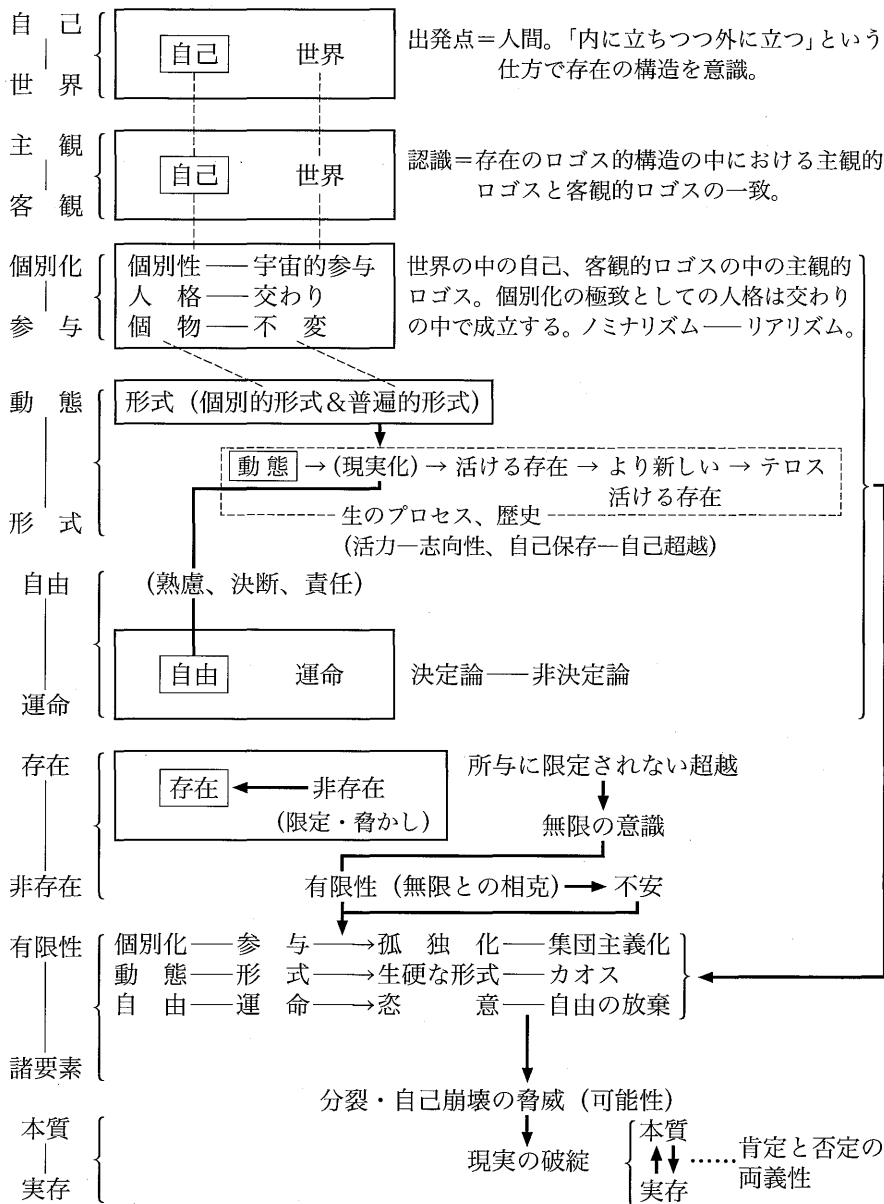 自　己
世　界
自己　世界
出発点＝人間。「内に立ちつつ外に立つ」という
仕方で存在の構造を意識。
主　観
客　観
自己　世界
認識＝存在のロゴス的構造の中における主観的
ロゴスと客観的ロゴスの一致。
個別化
参　与
個別性――宇宙的参与
人　格――交わり
個　物――不　変
世界の中の自己、客観的ロゴスの中の主観的
ロゴス。個別化の極致としての人格は交わり
の中で成立する。ノミナリズム――リアリズム。
動　態
形　式
形式（個別的形式＆普遍的形式）
動態→（現実化）→活ける存在→より新しい→テロス
活ける存在
生のプロセス、歴史
（活力―志向性、自己保存―自己超越）
自由
運命
（熟慮、決断、責任）
自由　運命　決定論――非決定論
存在
非存在
存在←非存在
（限定・脅かし）
所与に限定されない超越
無限の意識
有限性（無限との相克）→不安
有限性
諸要素
個別化――参　与――→孤　独　化――集団主義化
動　態――形　式――→生硬な形式――カオス
自　由――運　命――→恣　　意――自由の放棄
分裂・自己崩壊の脅威（可能性）
本質
実存
現実の破綻
本質
実存
……肯定と否定の
両義性